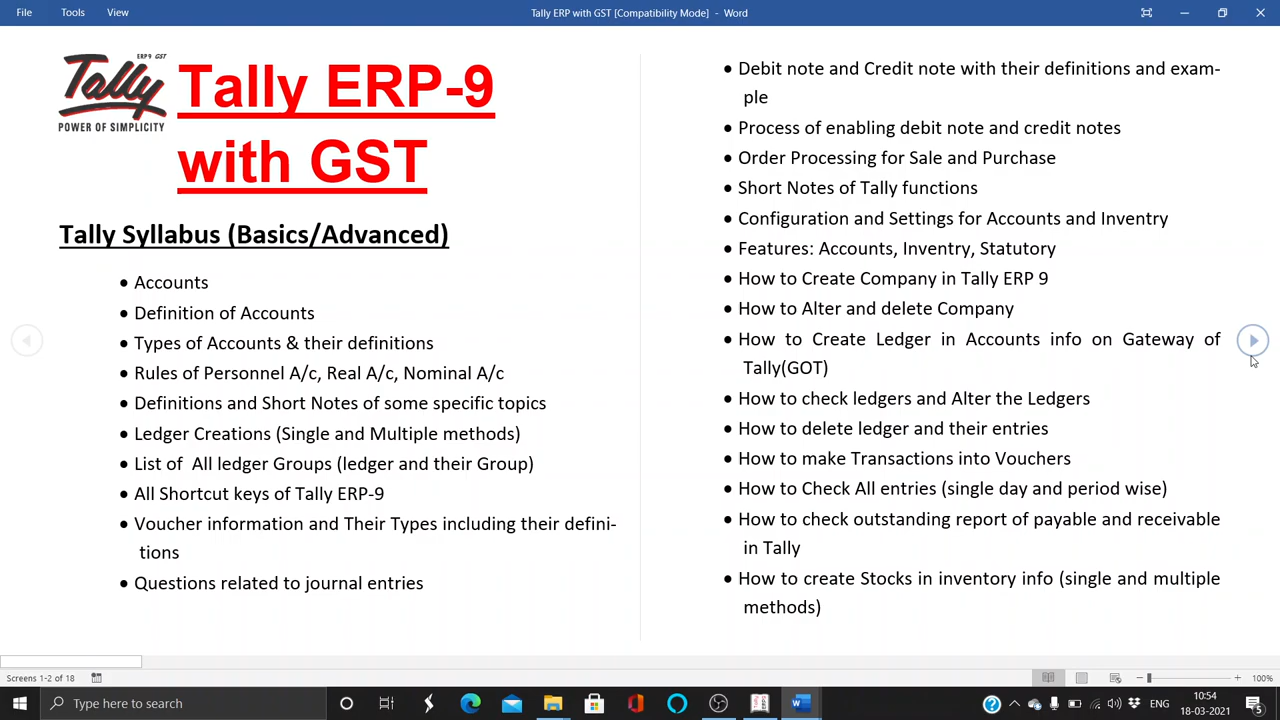 File Tools View
Tally ERP with GST [Compatibility Mode] - Word
ERP 9 GST
Tally
POWER OF SIMPLICITY
Tally ERP-9
with GST
Tally Syllabus (Basics/Advanced)
• Accounts
• Definition of Accounts
• Types of Accounts & their definitions
• Rules of Personnel A/c, Real A/c, Nominal A/c
• Definitions and Short Notes of some specific topics
• Ledger Creations (Single and Multiple methods)
• List of All ledger Groups (ledger and their Group)
• All Shortcut keys of Tally ERP-9
• Voucher information and Their Types including their defini-
tions
• Questions related to journal entries
• Debit note and Credit note with their definitions and exam-
ple
• Process of enabling debit note and credit notes
• Order Processing for Sale and Purchase
• Short Notes of Tally functions
• Configuration and Settings for Accounts and Inventry
• Features: Accounts, Inventry, Statutory
• How to Create Company in Tally ERP 9
• How to Alter and delete Company
• How to Create Ledger in Accounts info on Gateway of
Tally(GOT)
• How to check ledgers and Alter the Ledgers
• How to delete ledger and their entries
• How to make Transactions into Vouchers
• How to Check All entries (single day and period wise)
• How to check outstanding report of payable and receivable
in Tally
• How to create Stocks in inventory info (single and multiple
methods)
Screens 1-2 of 18
100%
Type here to search
ENG
10:54
18-03-2021
5